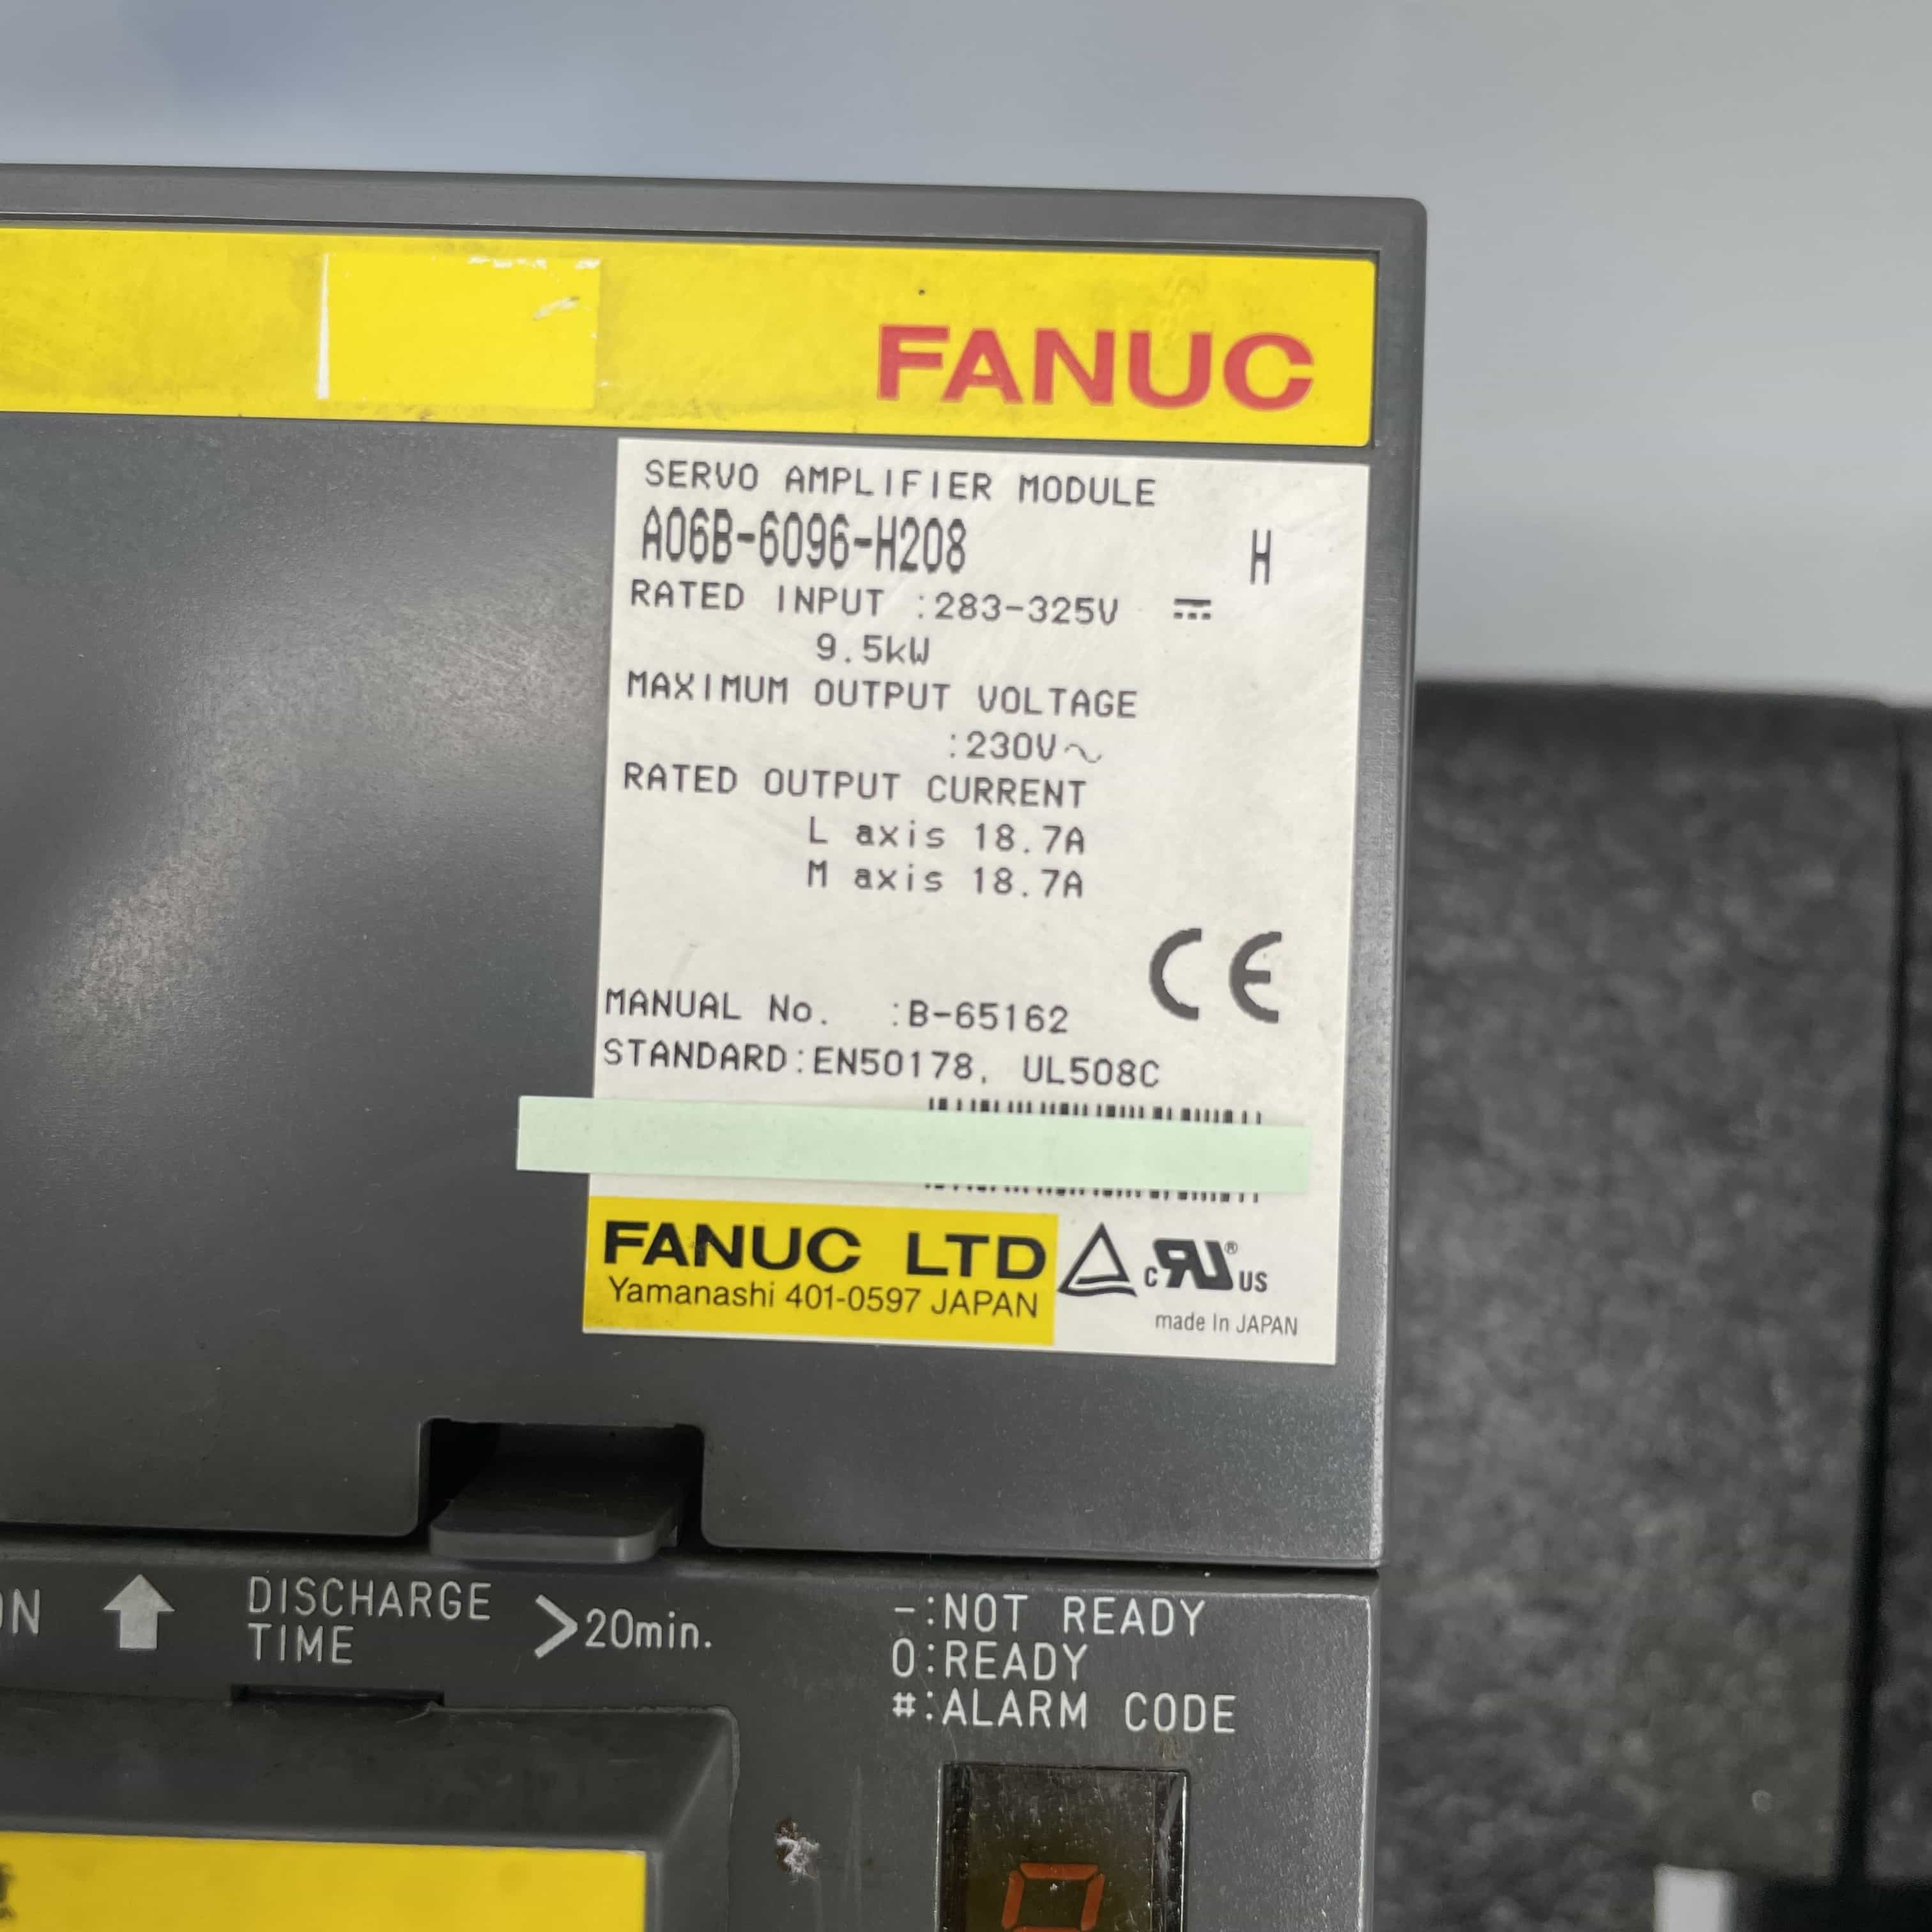 FANUC
SERVO AMPLIFIER MODULE
A06B-6096-H208 H
RATED INPUT :283-325V ⎓
9.5kW
MAXIMUM OUTPUT VOLTAGE
:230V~
RATED OUTPUT CURRENT
L axis 18.7A
M axis 18.7A
CE
MANUAL No. :B-65162
STANDARD:EN50178, UL508C
FANUC LTD
Yamanashi 401-0597 JAPAN
c RU® US
made In JAPAN
DISCHARGE
TIME >20min.
-:NOT READY
0:READY
#:ALARM CODE